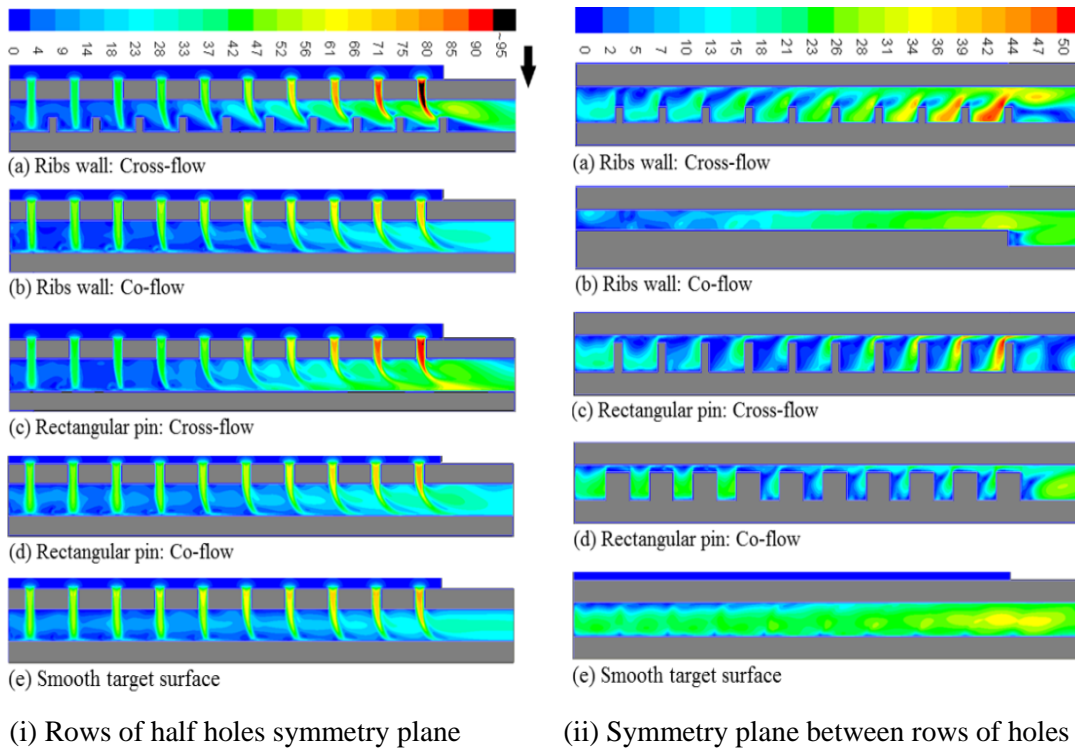 0 4 9 14 19 24 28 33 37 42 47 52 56 61 66 71 75 80 85 90 ~95
(a) Ribs wall: Cross-flow
(b) Ribs wall: Co-flow
(c) Rectangular pin: Cross-flow
(d) Rectangular pin: Co-flow
(e) Smooth target surface
(i) Rows of half holes symmetry plane
0 2 5 7 10 13 15 18 21 23 26 29 31 34 36 39 42 44 47 50
(a) Ribs wall: Cross-flow
(b) Ribs wall: Co-flow
(c) Rectangular pin: Cross-flow
(d) Rectangular pin: Co-flow
(e) Smooth target surface
(ii) Symmetry plane between rows of holes